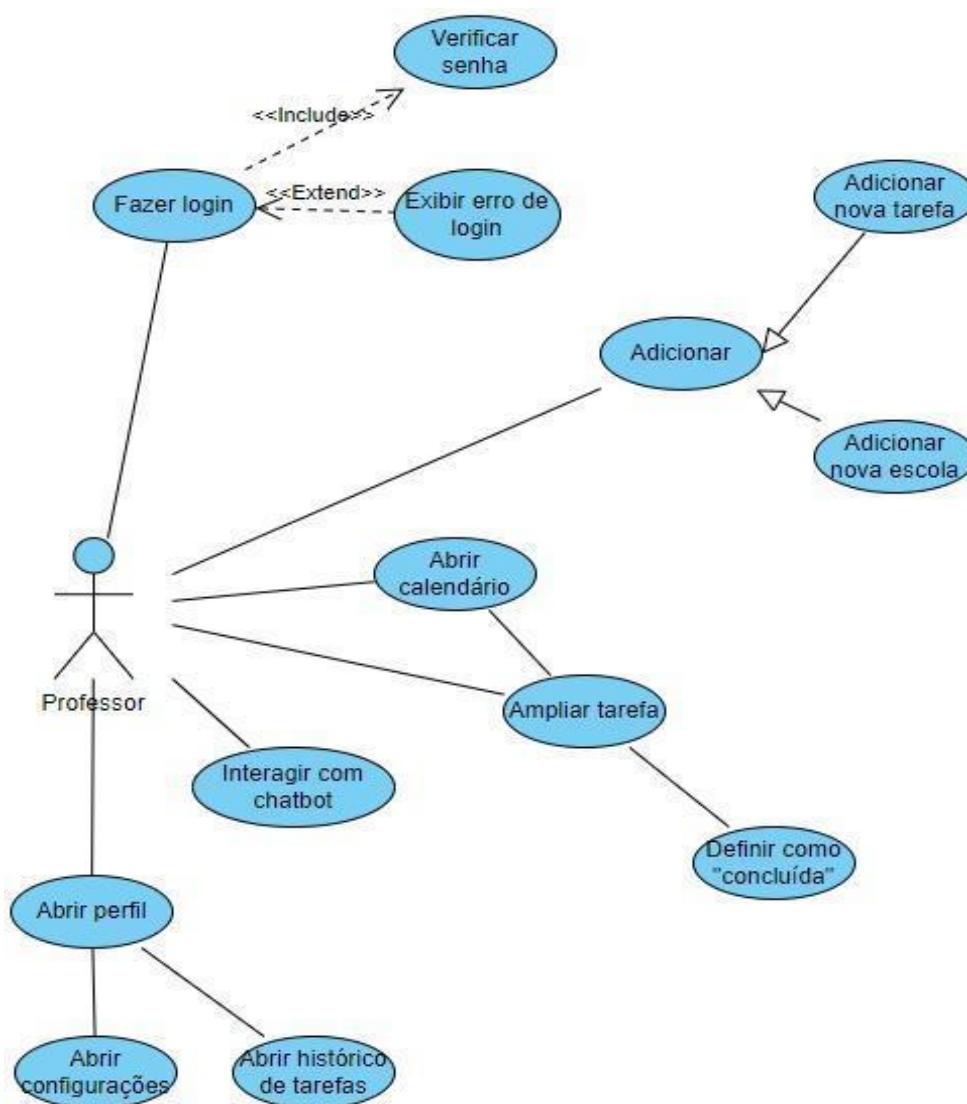 Verificar
senha
<<Include>>
Fazer login
<<Extend>>
Exibir erro de
login
Adicionar
nova tarefa
Adicionar
Adicionar
nova escola
Abrir
calendário
Professor
Ampliar tarefa
Interagir com
chatbot
Definir como
"concluída"
Abrir perfil
Abrir
configurações
Abrir histórico
de tarefas